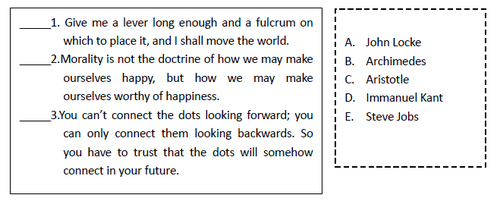 ______1. Give me a lever long enough and a fulcrum on
which to place it, and I shall move the world.
______2.Morality is not the doctrine of how we may make
ourselves happy, but how we may make
ourselves worthy of happiness.
______3.You can’t connect the dots looking forward; you
can only connect them looking backwards. So
you have to trust that the dots will somehow
connect in your future.
A. John Locke
B. Archimedes
C. Aristotle
D. Immanuel Kant
E. Steve Jobs